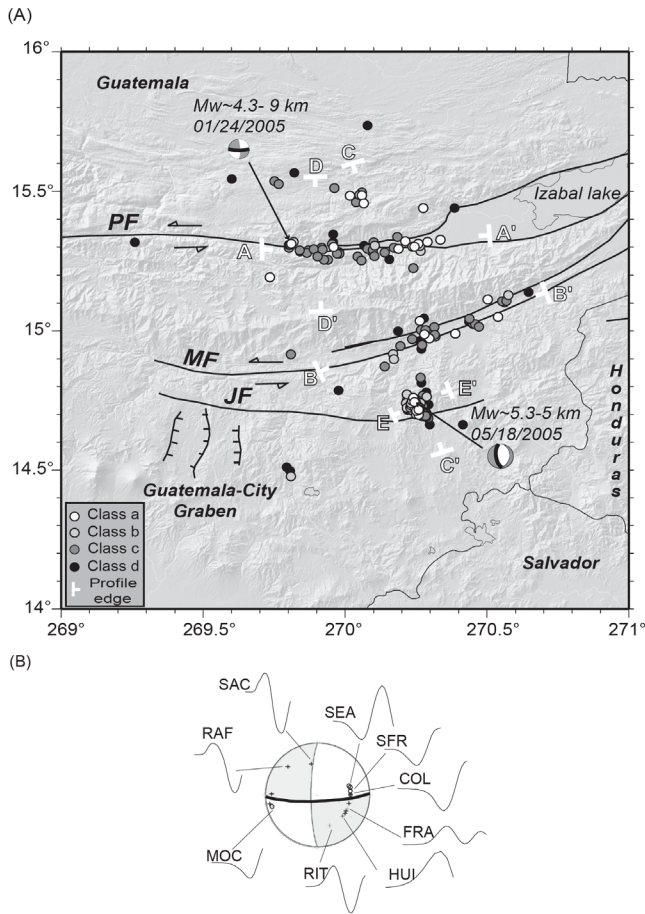 (A)
16°
Guatemala
Mw~4.3- 9 km
01/24/2005
D
C
15.5°
Izabal lake
PF
A
A'
B'
15°
D'
MF
B
JF
E'
E
Mw~5.3-5 km
05/18/2005
C'
Honduras
14.5°
Guatemala-City
Graben
Class a
Class b
Class c
Class d
Profile
edge
Salvador
14°
269
269.5
270
270.5
271
(B)
SAC
SEA
RAF
SFR
COL
FRA
MOC
RIT
HUI